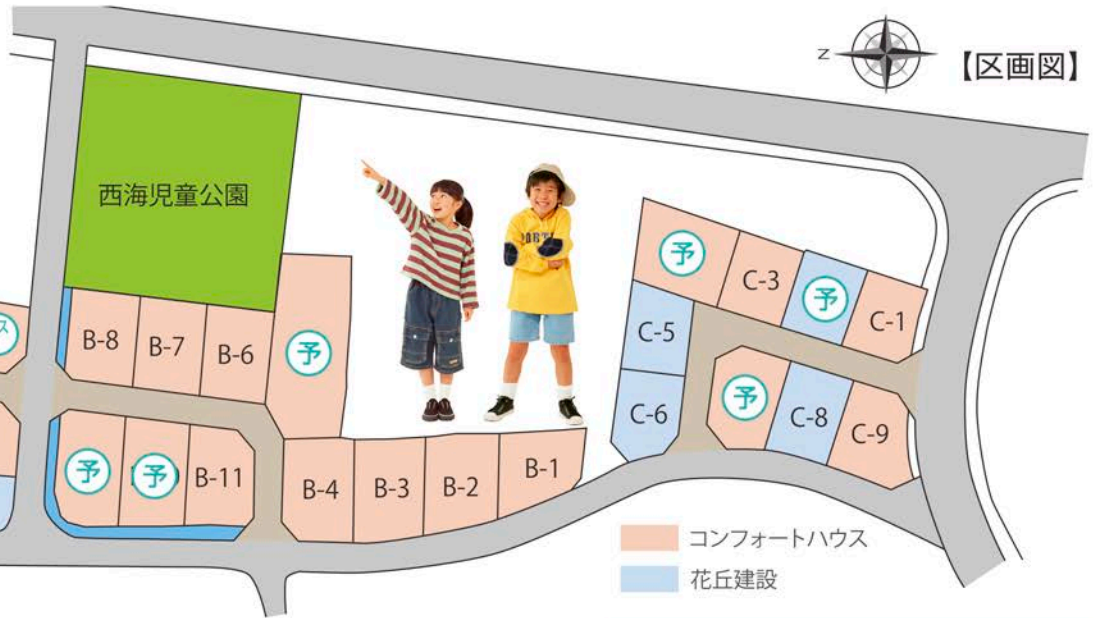 Z
【区画図】
西海児童公園
予
C-3
予
C-1
C-5
B-8
B-7
B-6
予
予
C-6
C-8
C-9
予
予
B-11
B-4
B-3
B-2
B-1
コンフォートハウス
花丘建設